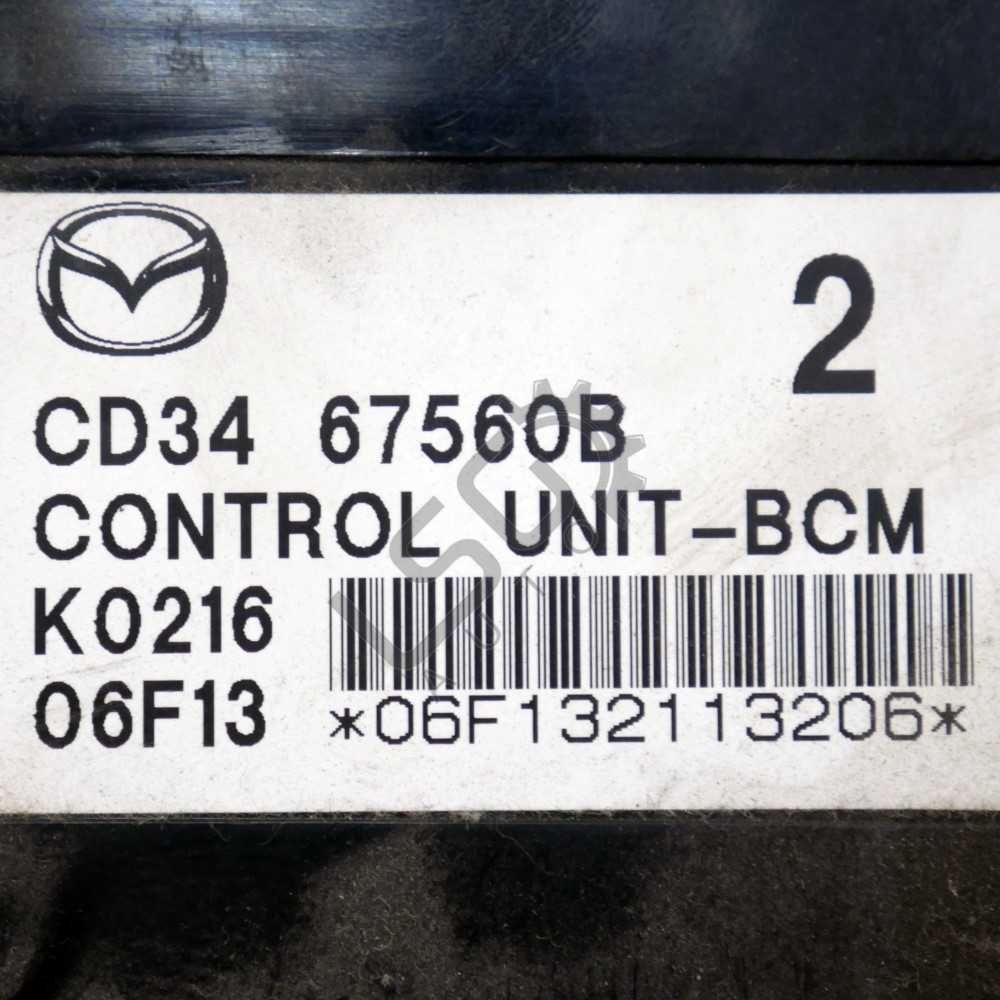 2
CD34 67560B
CONTROL UNIT-BCM
K0216
06F13
*06F132113206*